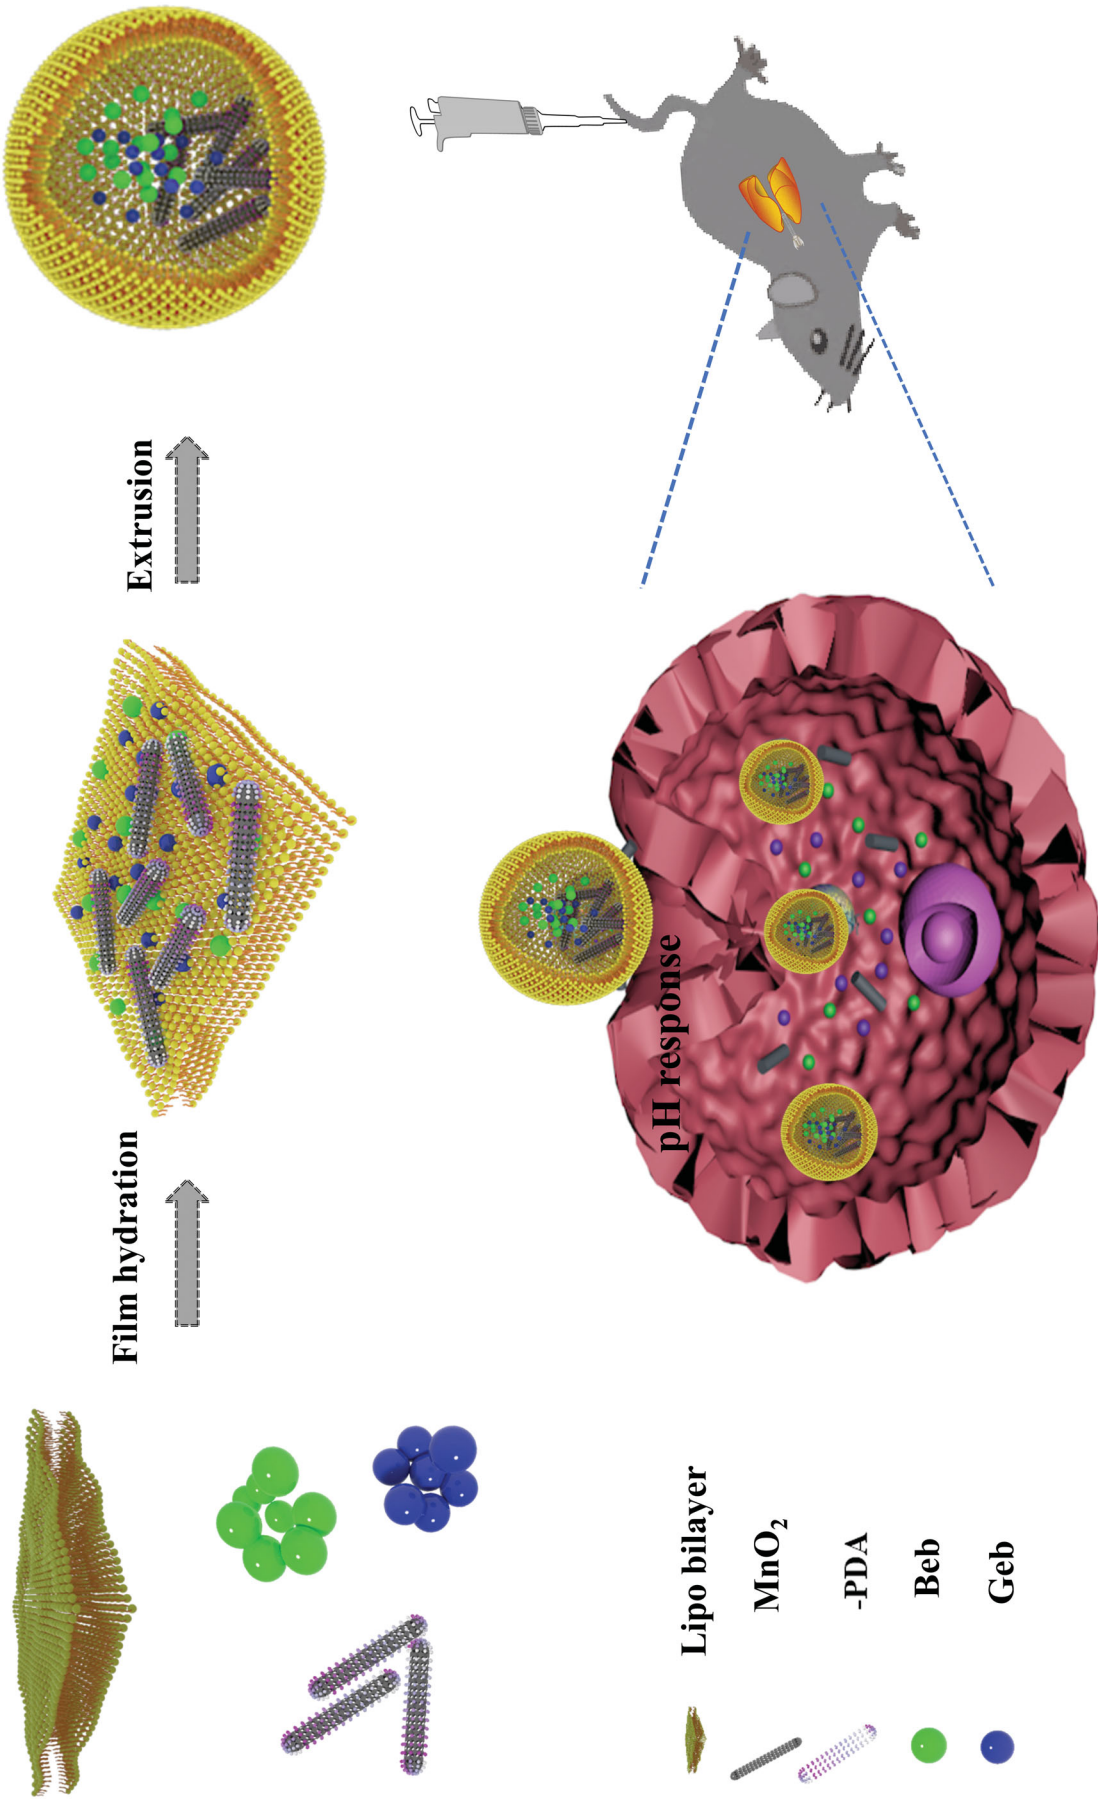 Film hydration
Extrusion
Lipo bilayer
MnO₂
-PDA
Beb
Geb
pH response